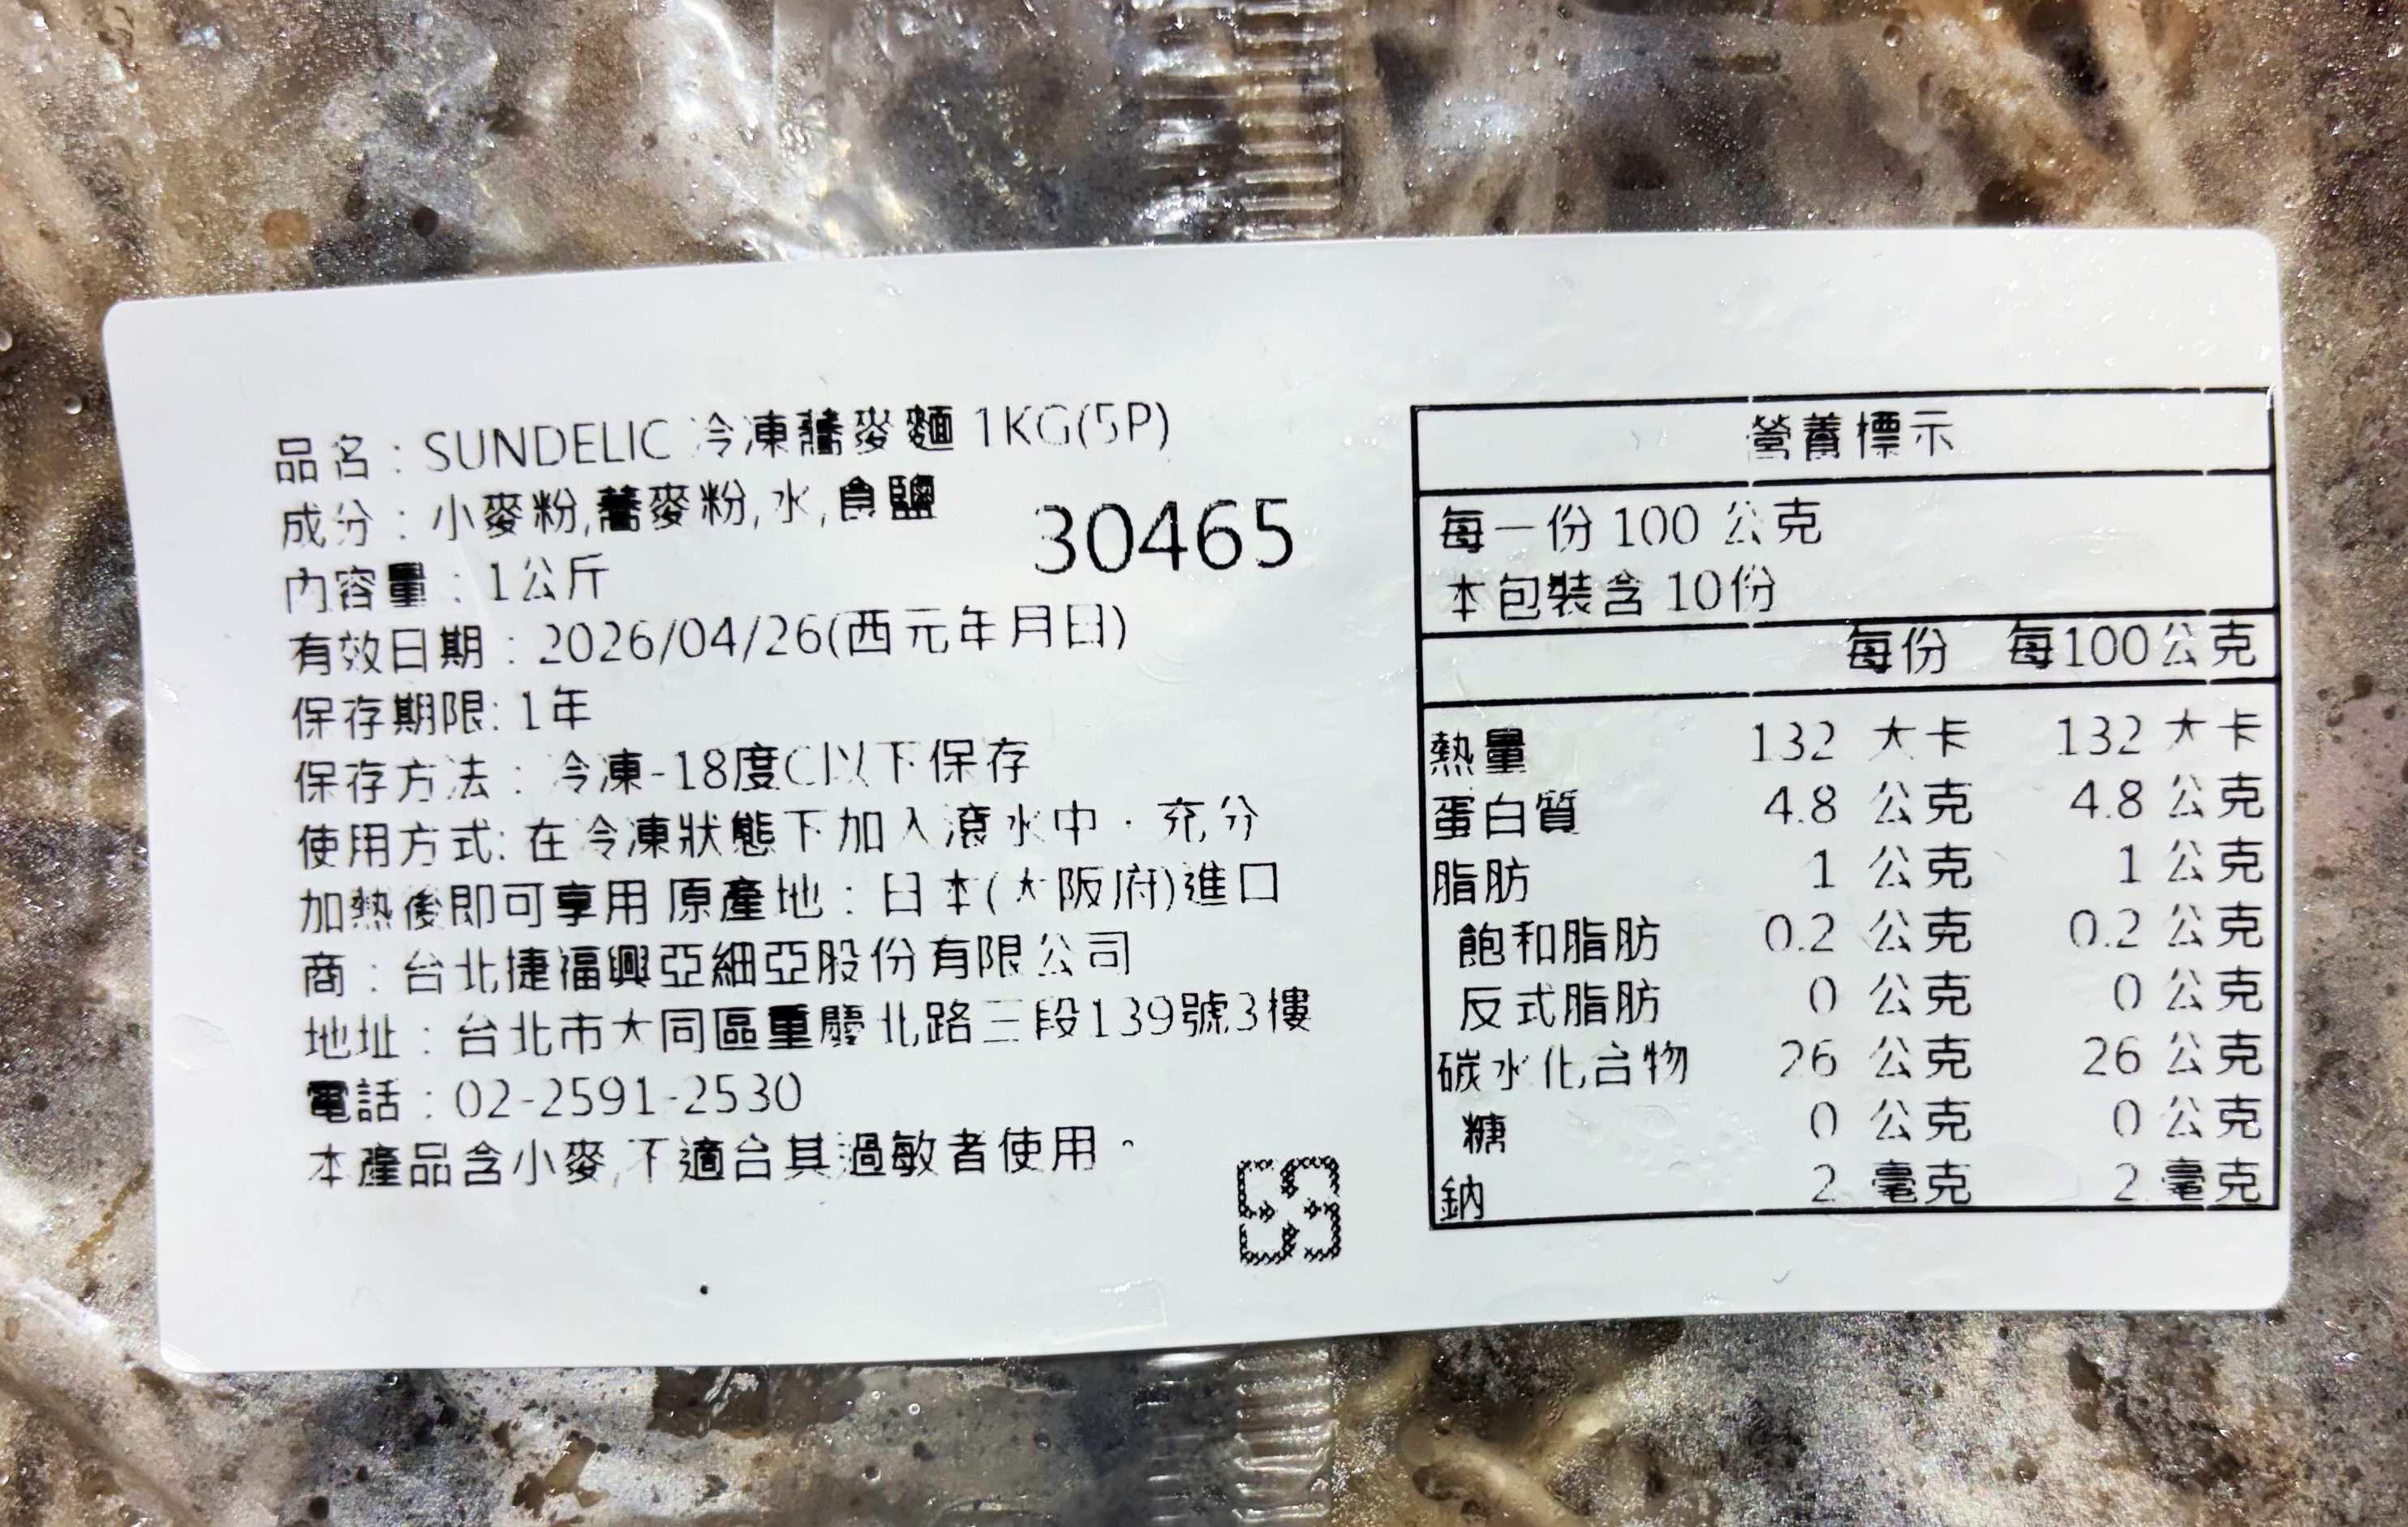 品名：SUNDELIC 冷凍蕎麥麵 1KG(5P)
成分：小麥粉,蕎麥粉,水,食鹽
30465
內容量：1公斤
有效日期：2026/04/26(西元年月日)
保存期限:1年
保存方法：冷凍-18度C以下保存
使用方式:在冷凍狀態下加入滾水中，充分
加熱後即可享用 原產地：日本(大阪府)進口
商：台北捷福興亞細亞股份有限公司
地址：台北市大同區重慶北路三段139號3樓
電話：02-2591-2530
本產品含小麥,不適合其過敏者使用。
營養標示
每一份 100 公克
本包裝含 10份
每份 每100公克
熱量 132 大卡 132 大卡
蛋白質 4.8 公克 4.8 公克
脂肪 1 公克 1 公克
飽和脂肪 0.2 公克 0.2 公克
反式脂肪 0 公克 0 公克
碳水化合物 26 公克 26 公克
糖 0 公克 0 公克
鈉 2 毫克 2 毫克